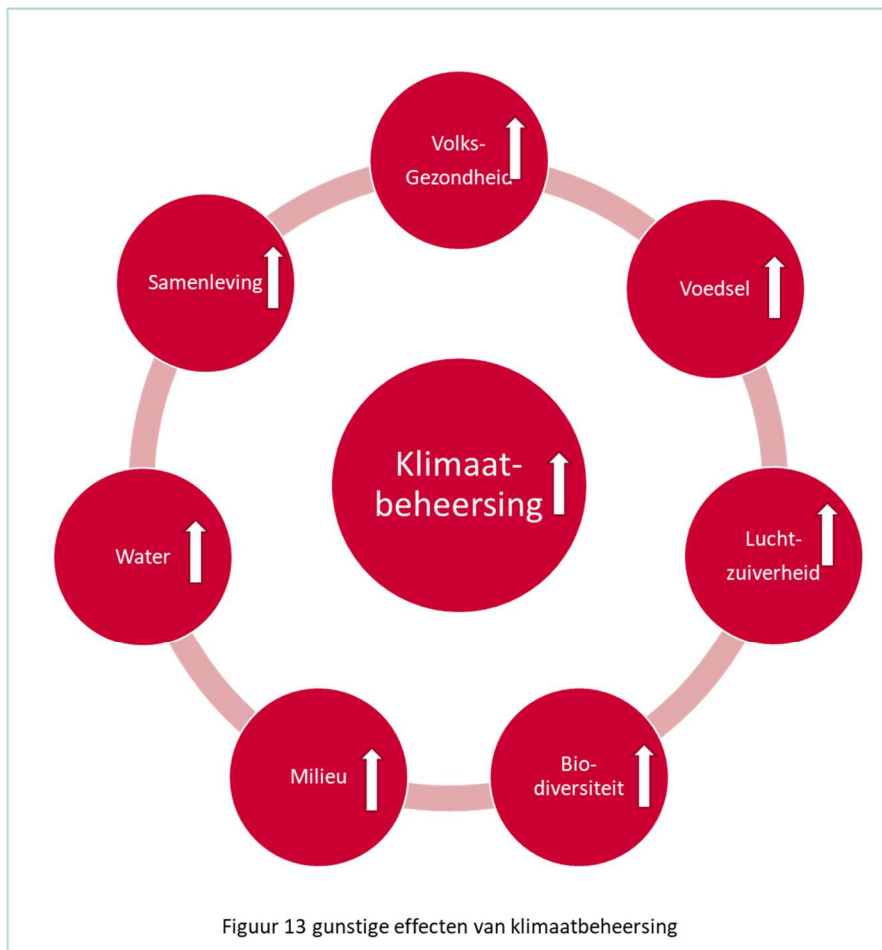 Volks-
Gezondheid
Samenleving
Voedsel
Klimaat-
beheersing
Water
Lucht-
zuiverheid
Milieu
Bio-
diversiteit
Figuur 13 gunstige effecten van klimaatbeheersing